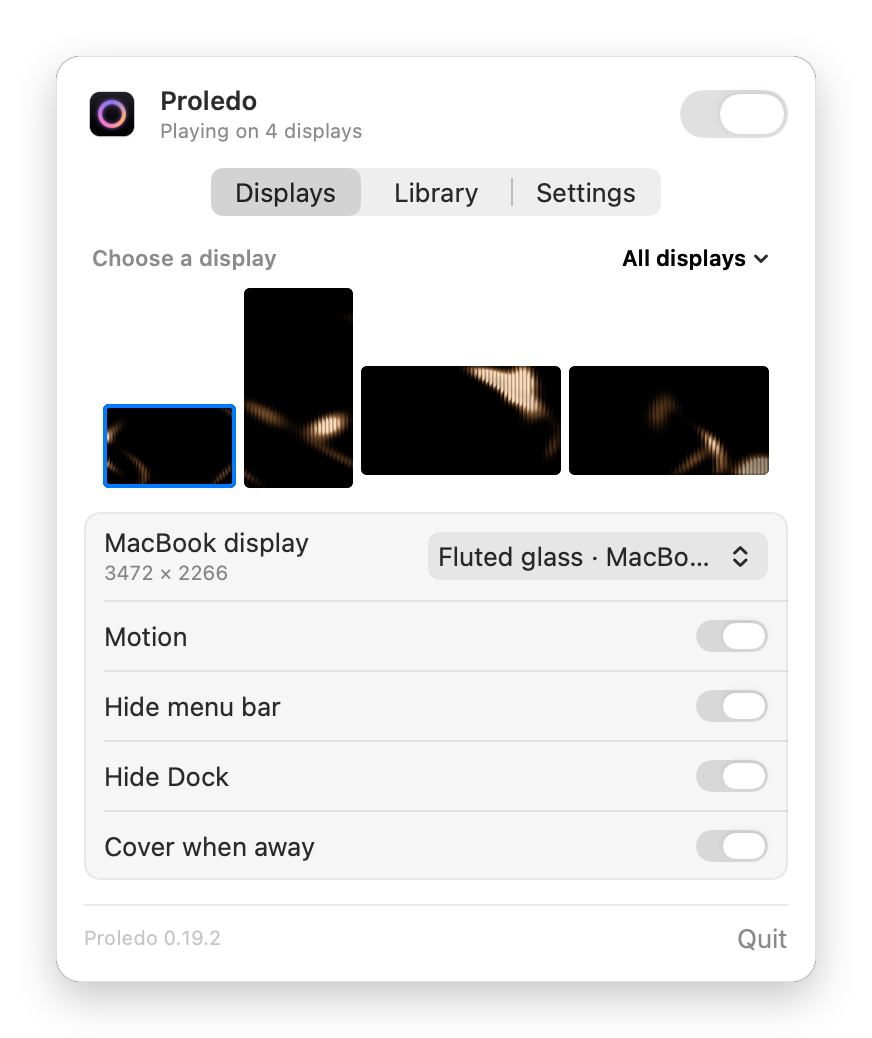 Proledo
Playing on 4 displays
Displays
Library
Settings
Choose a display
All displays
MacBook display
3472 × 2266
Fluted glass · MacBo...
Motion
Hide menu bar
Hide Dock
Cover when away
Proledo 0.19.2
Quit